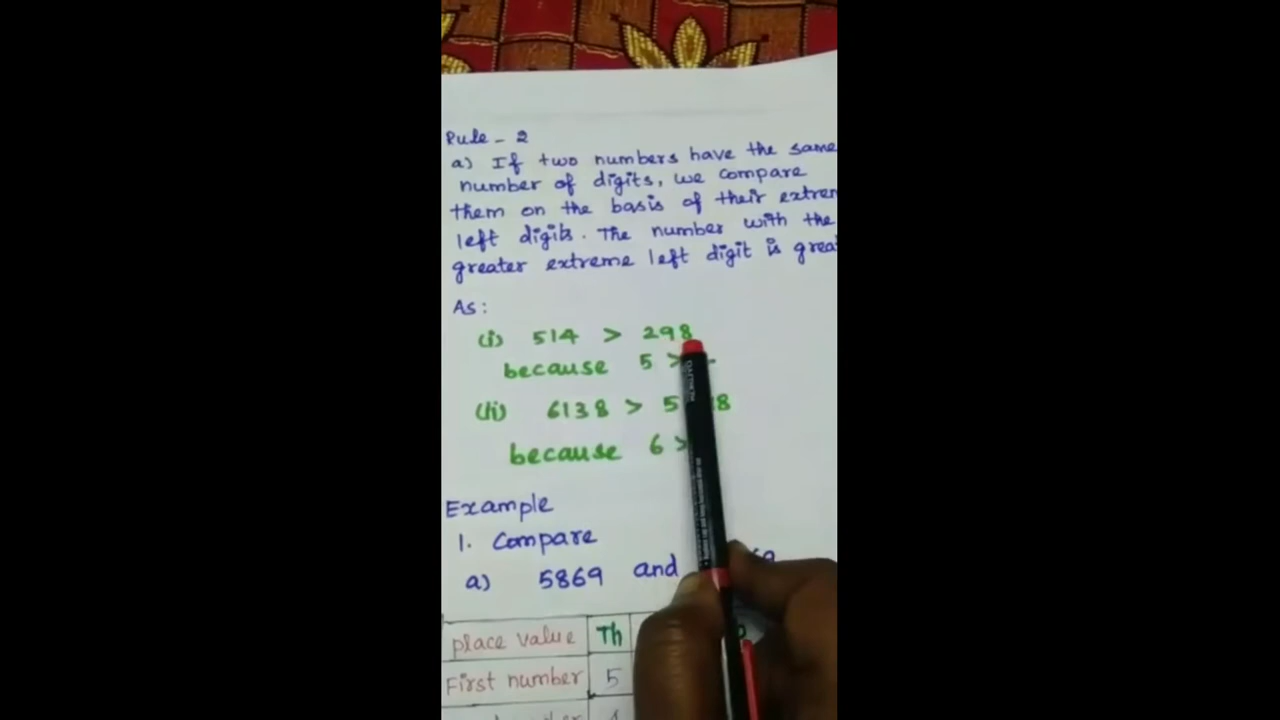 Rule - 2
a) If two numbers have the same
number of digits, we compare
them on the basis of their extrem
left digits. The number with the
greater extreme left digit is grea
As:
(i) 514 > 298
because 5 >
(ii) 6138 > 5 18
because 6 >
Example
1. Compare
a) 5869 and
place value Th
First number 5